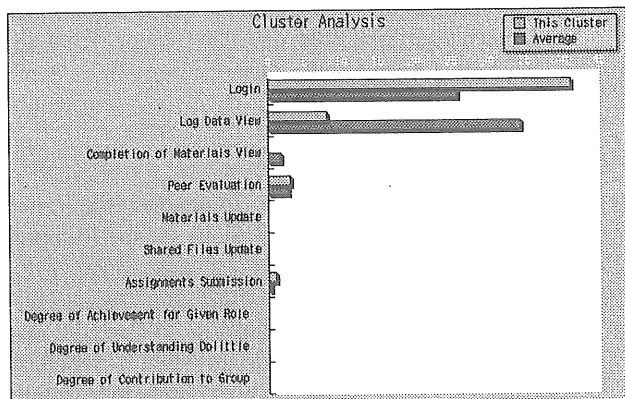 Cluster Analysis
This Cluster
Average
Login
Log Data View
Completion of Materials View
Peer Evaluation
Materials Update
Shared Files Update
Assignments Submission
Degree of Achievement for Given Role
Degree of Understanding Dolittle
Degree of Contribution to Group